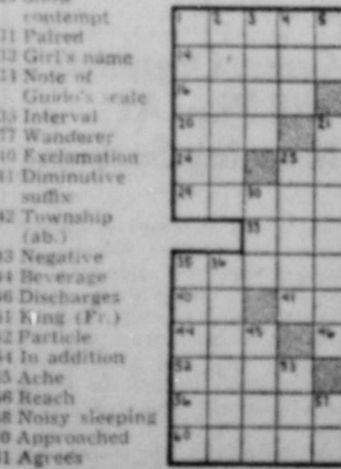 contempt
31 Paired
33 Girl's name
34 Note of
Guido's scale
35 Interval
37 Wanderer
40 Exclamation
41 Diminutive
suffix
42 Township
(ab.)
43 Negative
44 Beverage
46 Discharges
51 King (Fr.)
52 Particle
54 In addition
55 Ache
56 Reach
58 Noisy sleeping
60 Approached
61 Agrees
1 2 3 4 5
14
16
20 21
24 25
29 30
33
35 36
40 41
44 45 46
52 53
56 57
60